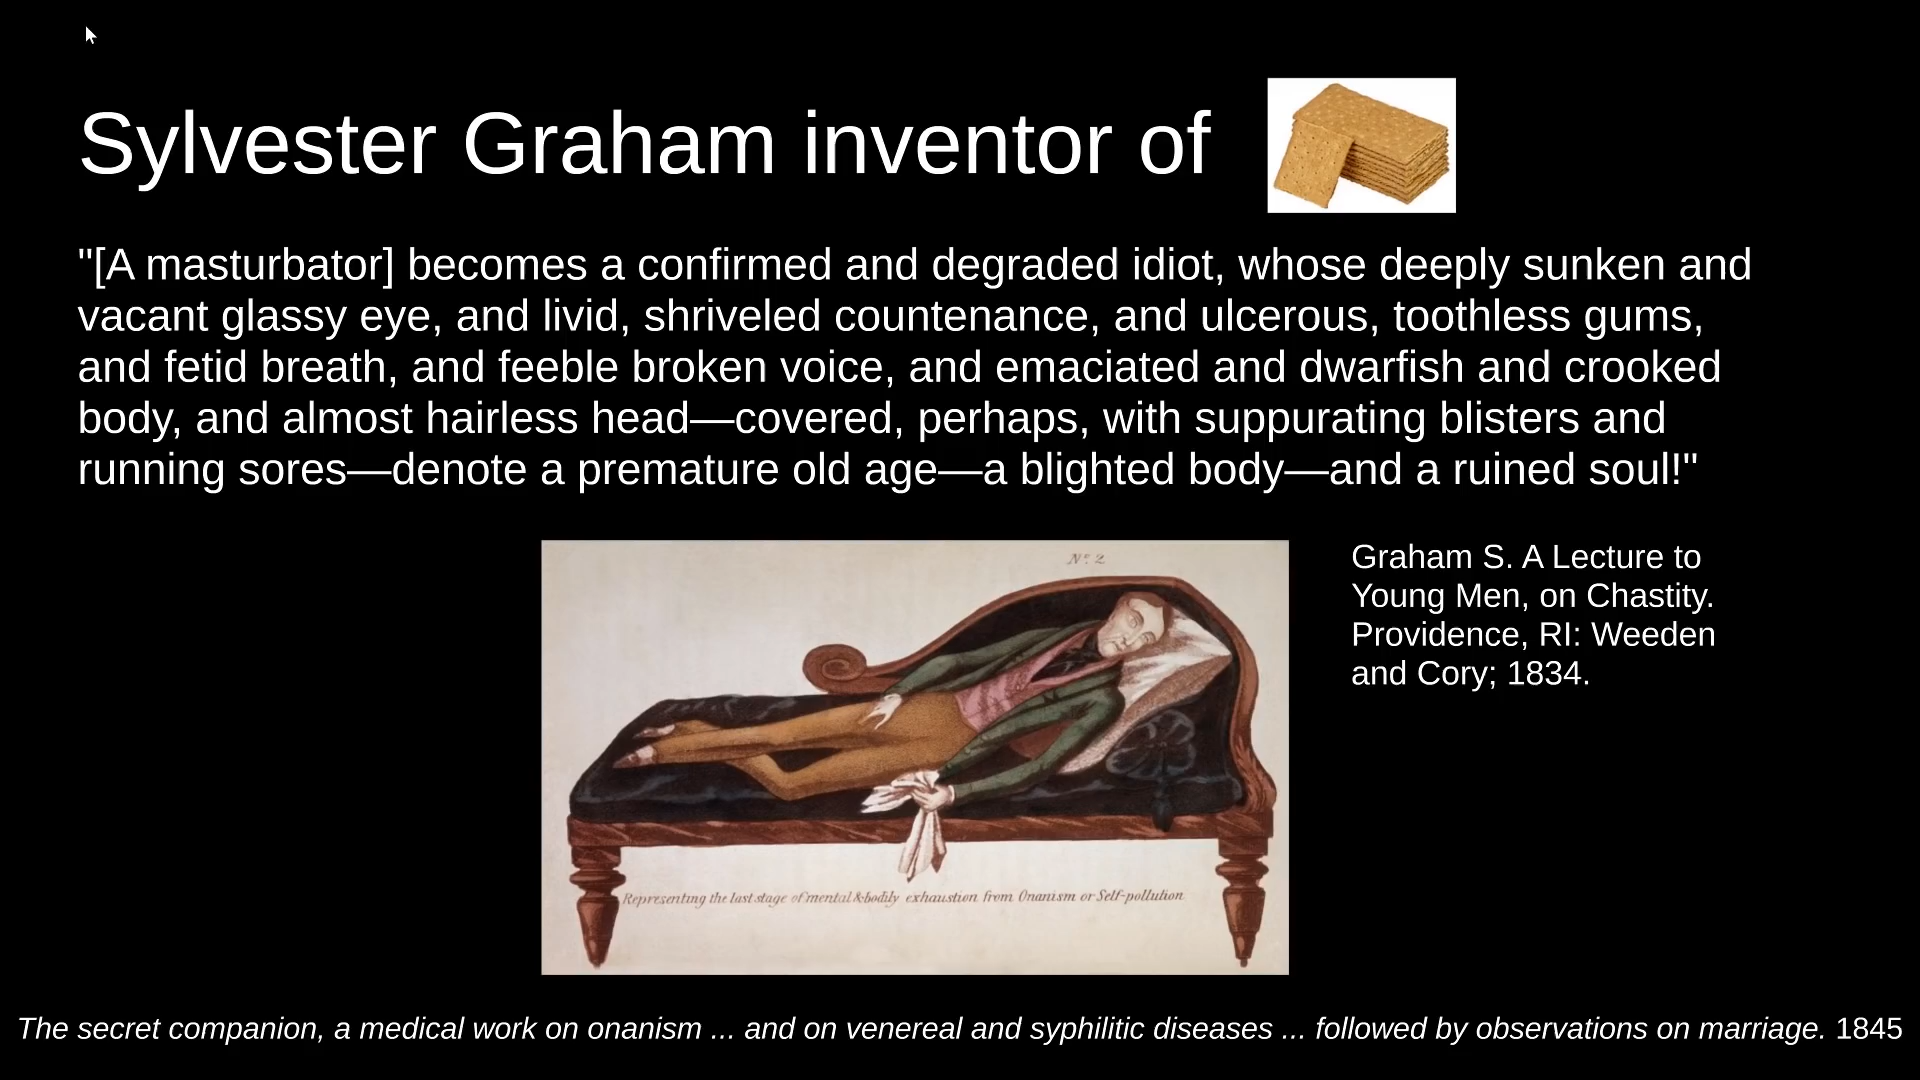 Sylvester Graham inventor of
"[A masturbator] becomes a confirmed and degraded idiot, whose deeply sunken and
vacant glassy eye, and livid, shriveled countenance, and ulcerous, toothless gums,
and fetid breath, and feeble broken voice, and emaciated and dwarfish and crooked
body, and almost hairless head—covered, perhaps, with suppurating blisters and
running sores—denote a premature old age—a blighted body—and a ruined soul!"
Nº. 2
Graham S. A Lecture to
Young Men, on Chastity.
Providence, RI: Weeden
and Cory; 1834.
Representing the last stage of mental & bodily exhaustion from Onanism or Self-pollution
The secret companion, a medical work on onanism ... and on venereal and syphilitic diseases ... followed by observations on marriage. 1845